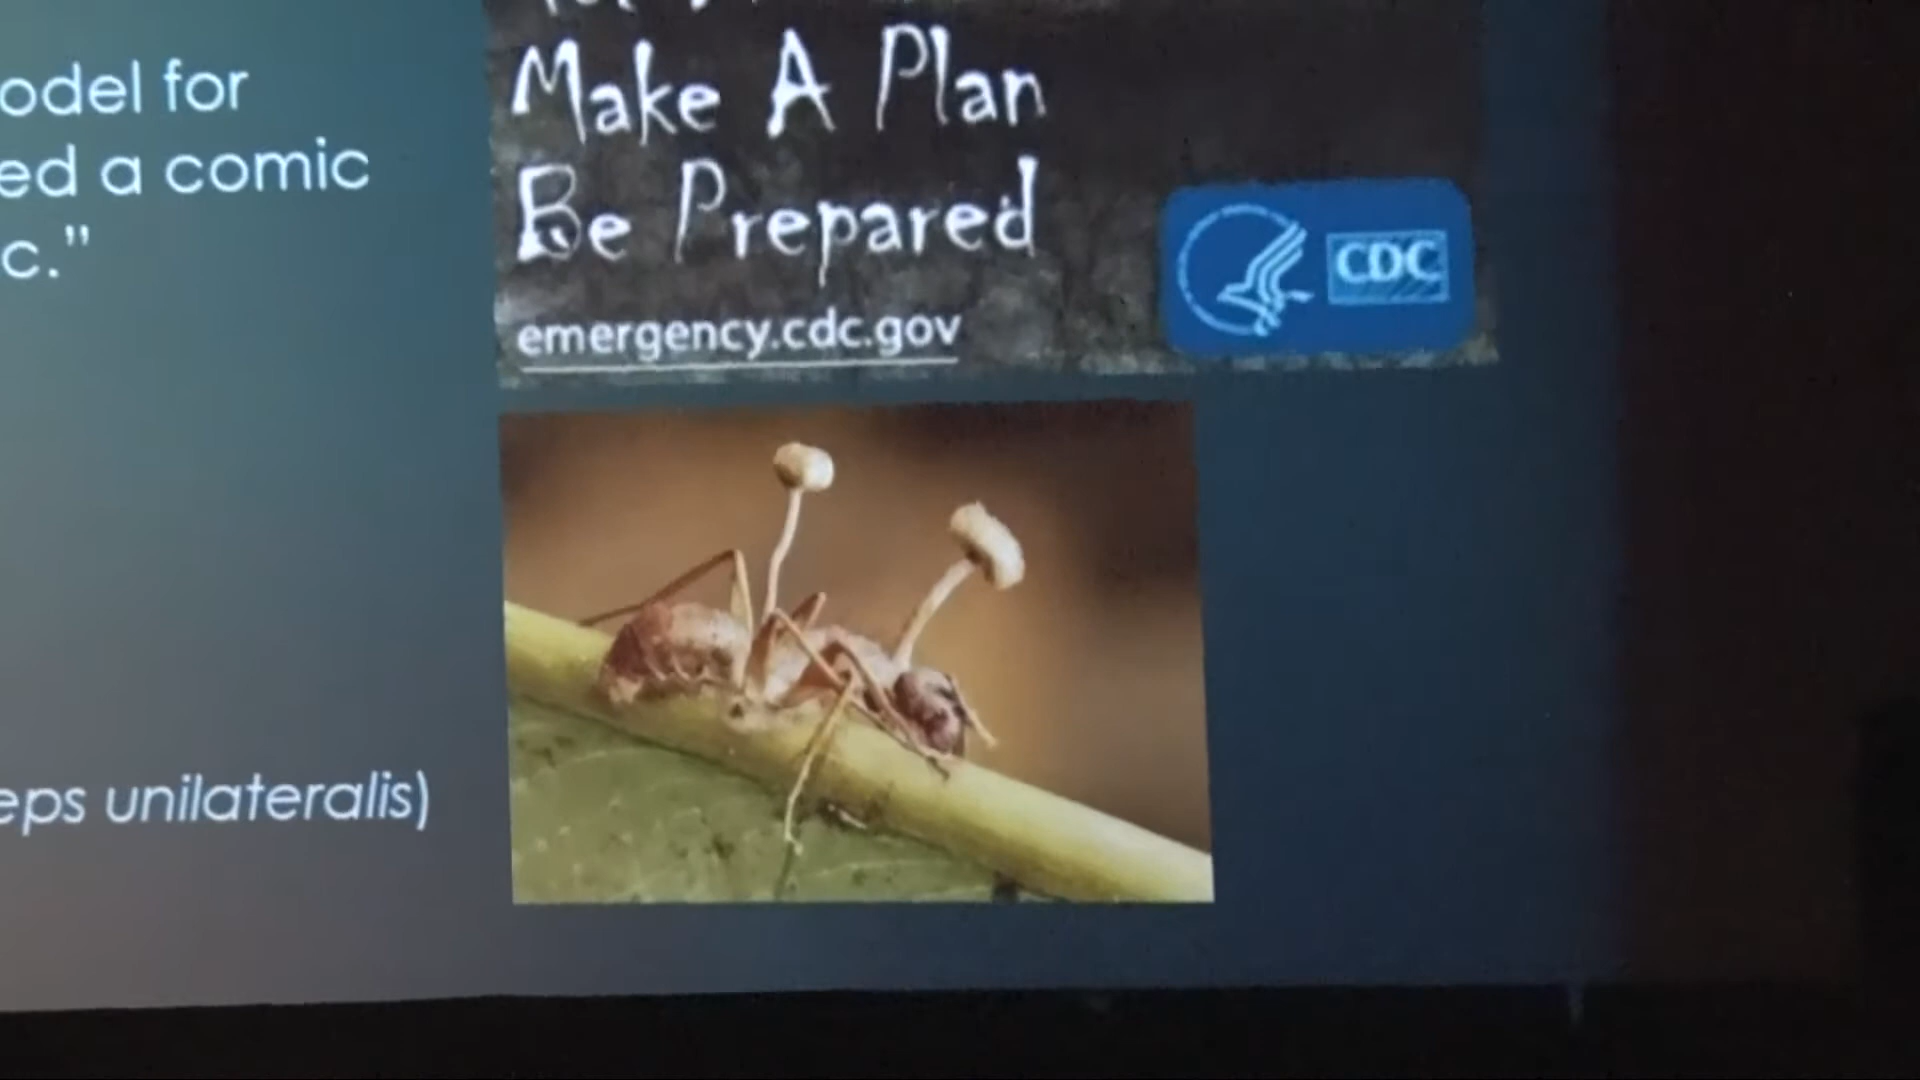 odel for
ed a comic
c."
eps unilateralis)
Make A Plan
Be Prepared
emergency.cdc.gov
CDC